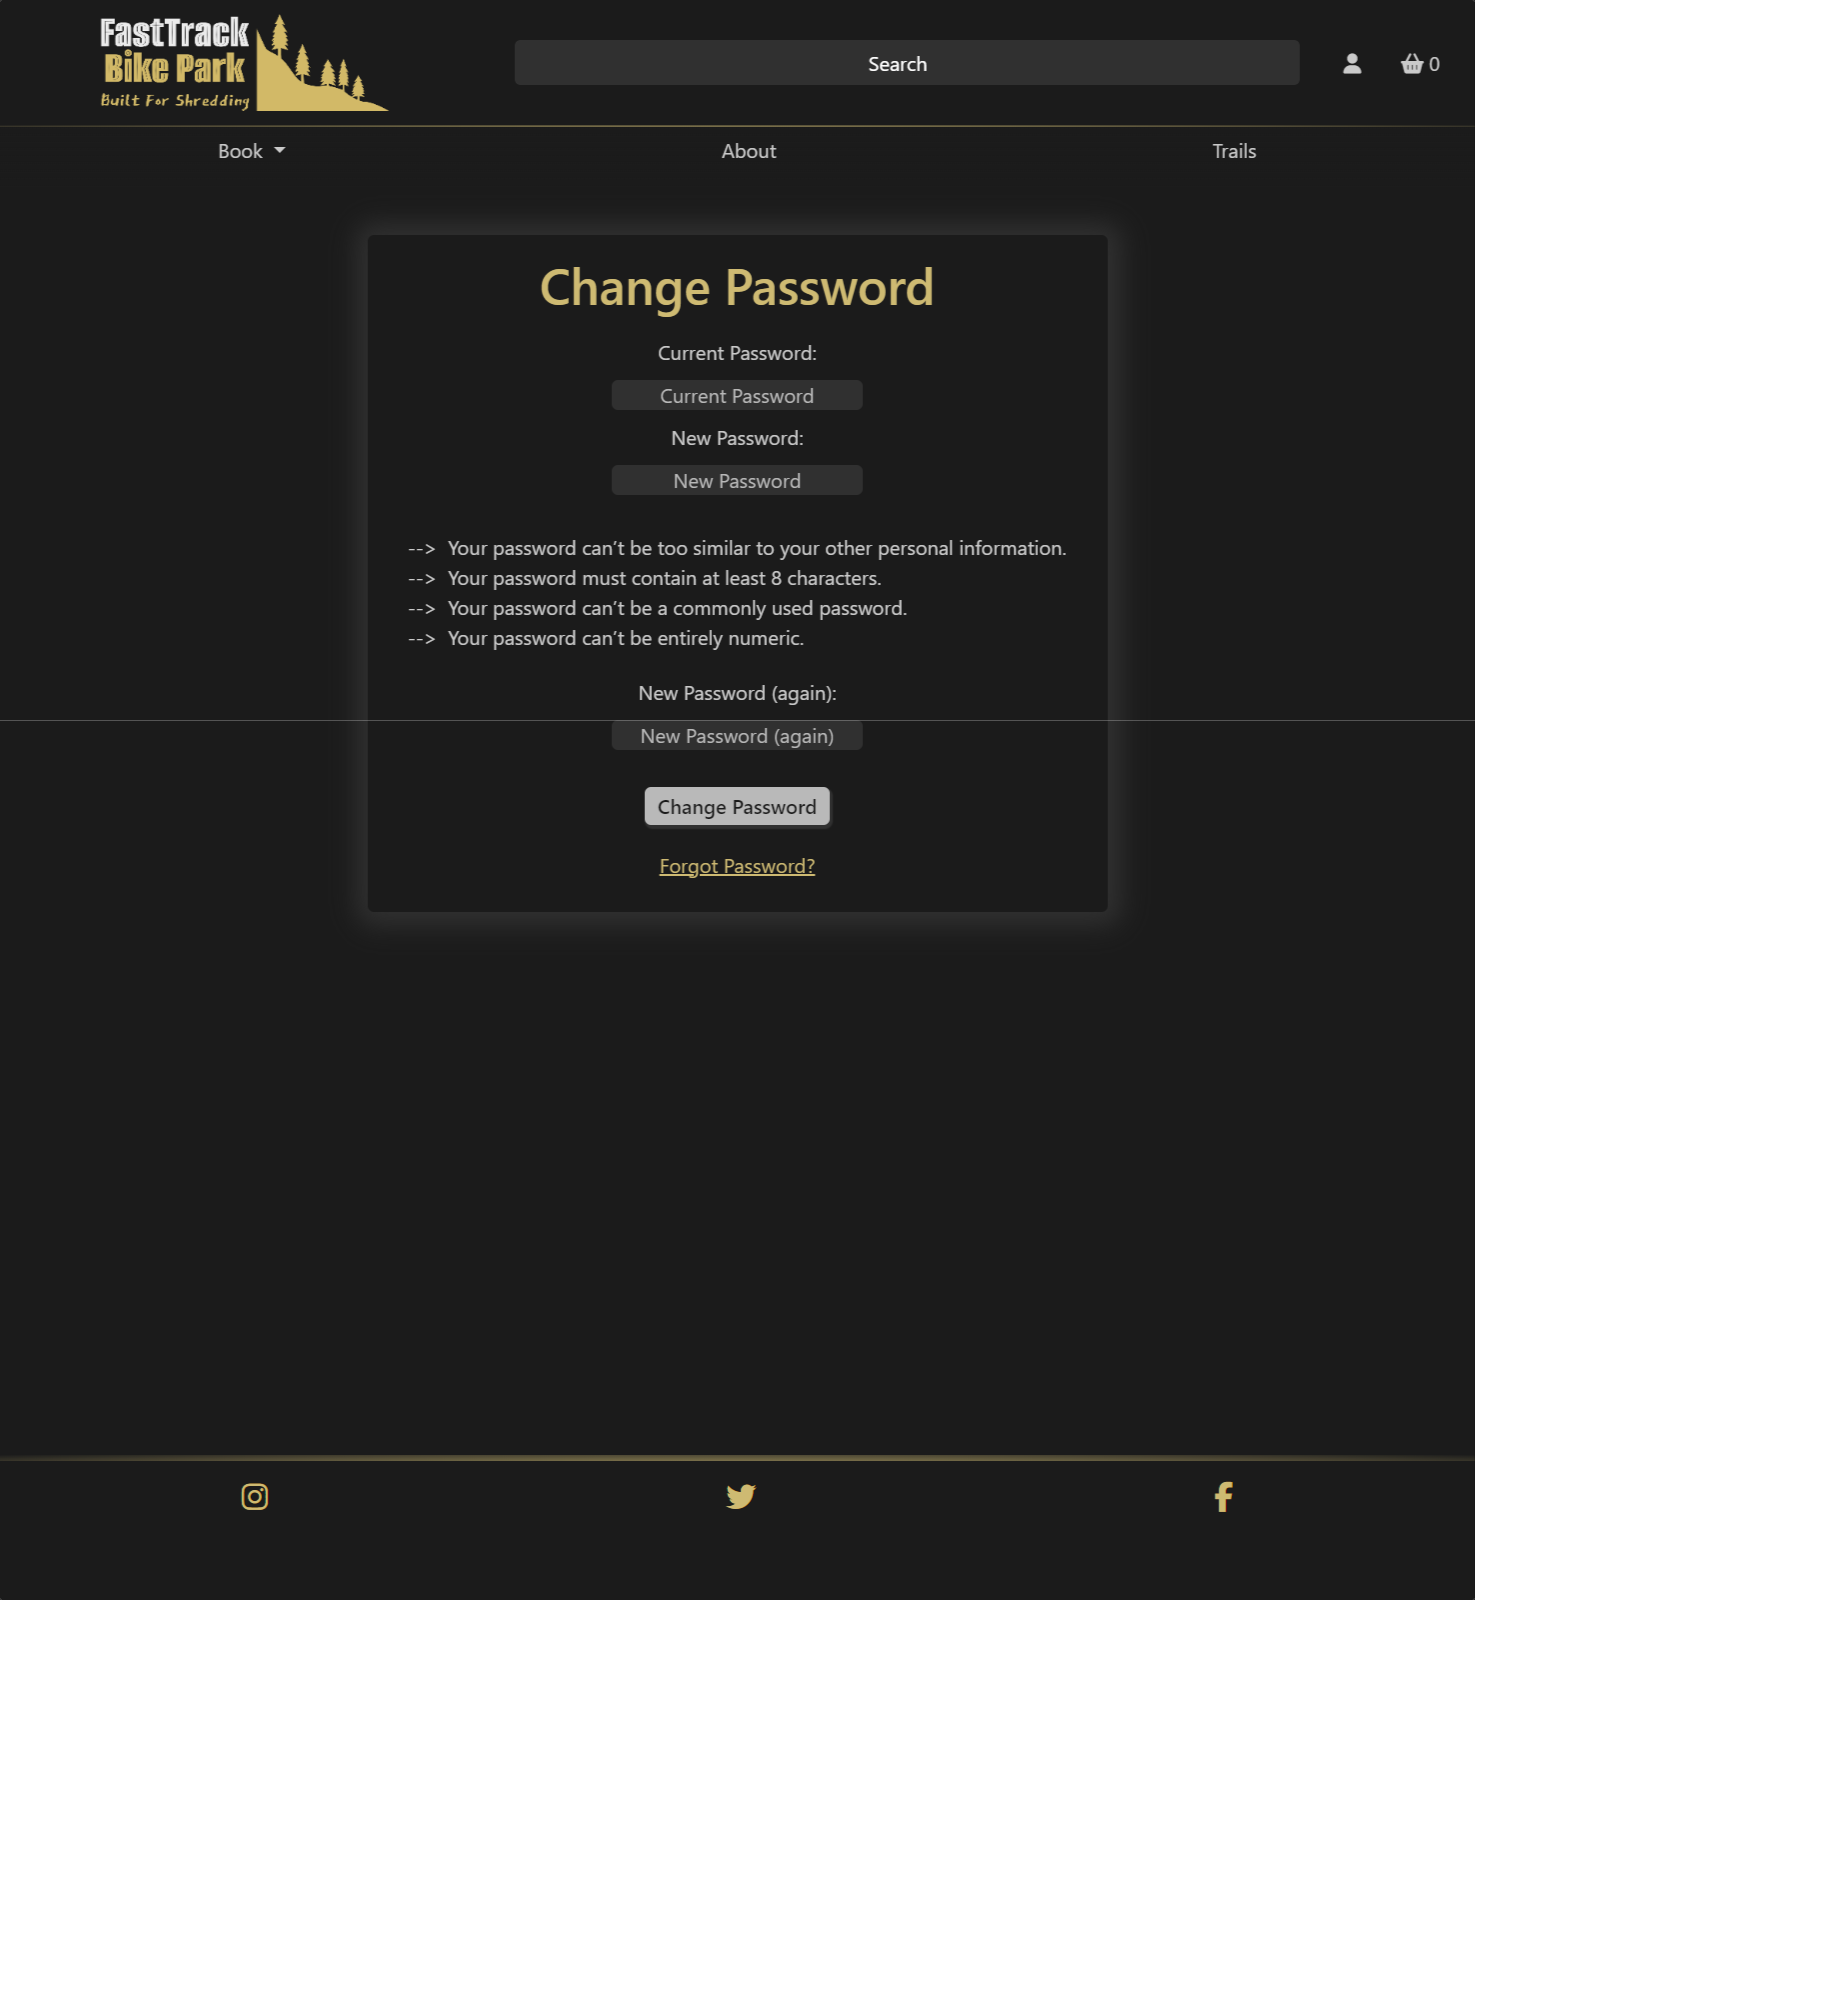 FastTrack
Bike Park
Built For Shredding
Search
0
Book
About
Trails
Change Password
Current Password:
Current Password
New Password:
New Password
--> Your password can’t be too similar to your other personal information.
--> Your password must contain at least 8 characters.
--> Your password can’t be a commonly used password.
--> Your password can’t be entirely numeric.
New Password (again):
New Password (again)
Change Password
Forgot Password?